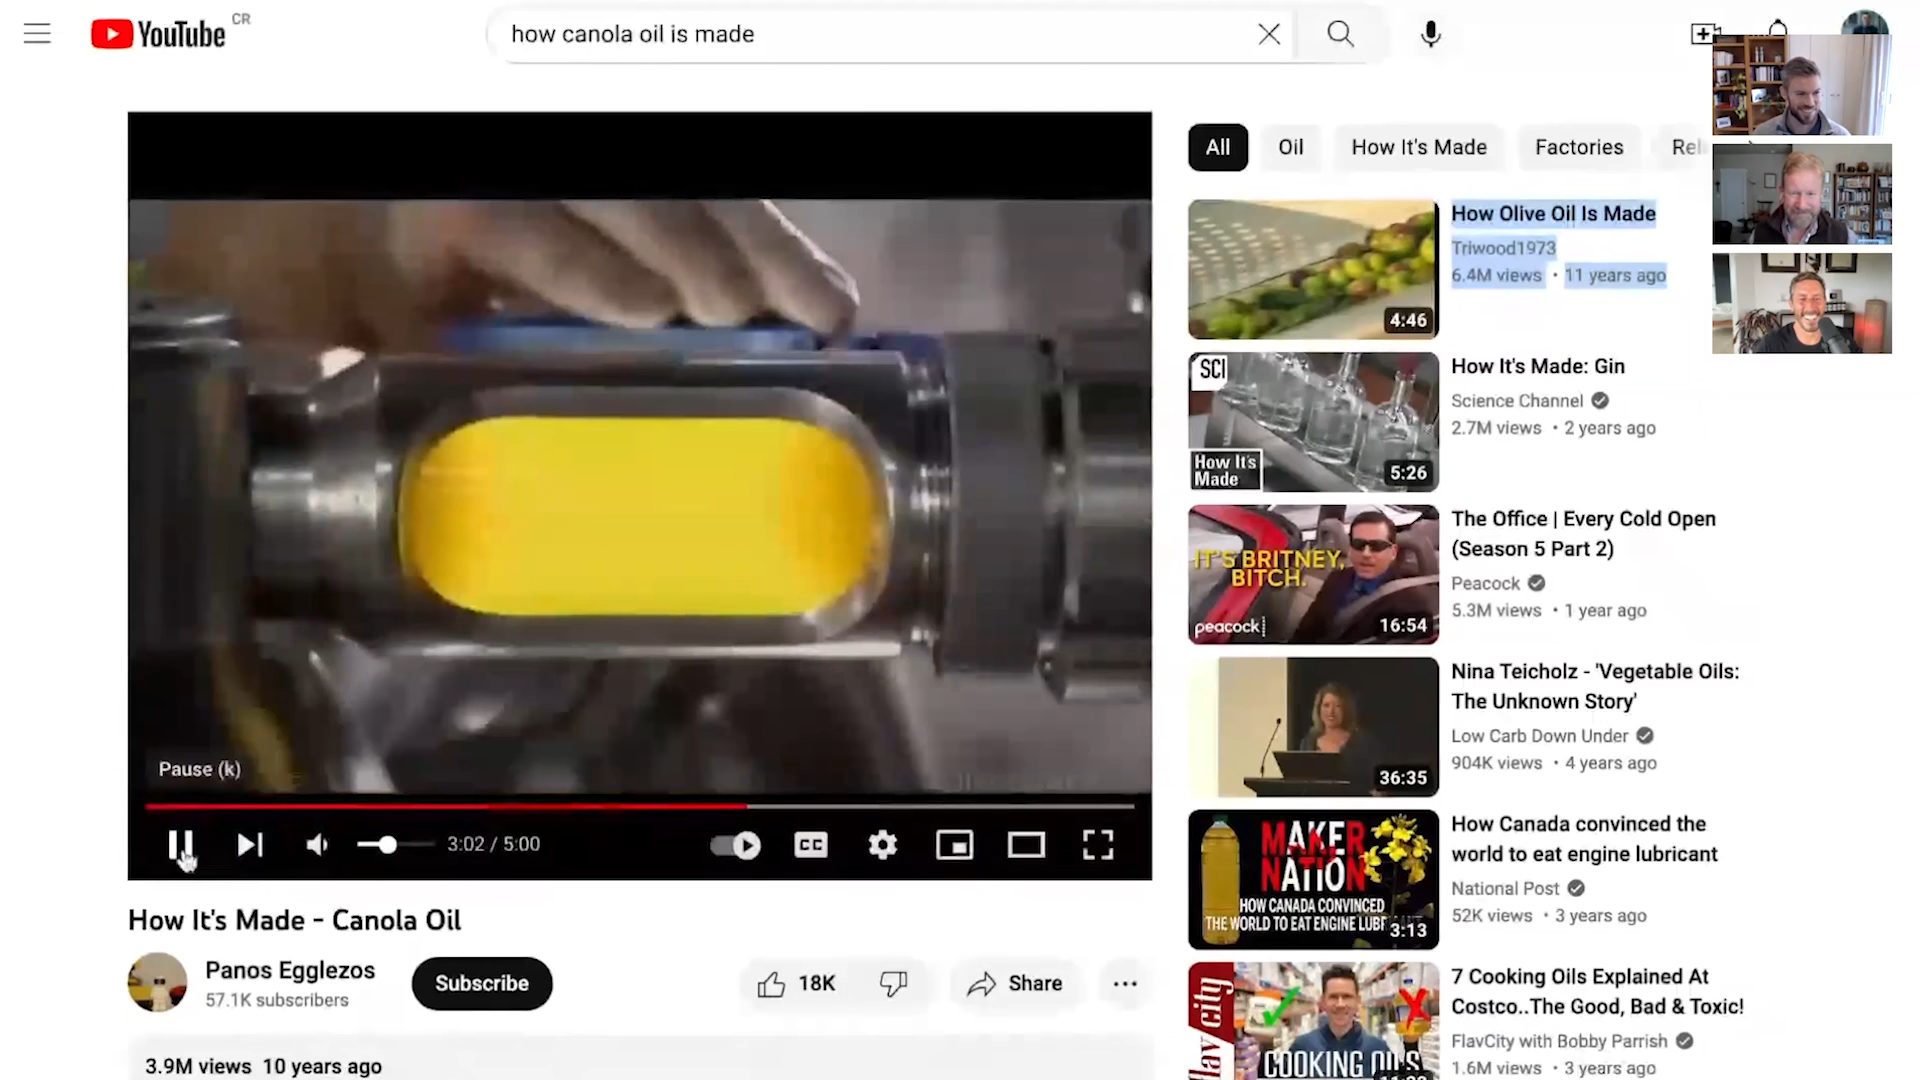 YouTube CR
how canola oil is made
All Oil How It's Made Factories
Pause (k)
3:02 / 5:00
CC
How It's Made - Canola Oil
Panos Egglezos
57.1K subscribers
Subscribe
18K
Share
3.9M views 10 years ago
4:46
How Olive Oil Is Made
Triwood1973
6.4M views • 11 years ago
SCI
How It's
Made
5:26
How It's Made: Gin
Science Channel
2.7M views • 2 years ago
IT'S BRITNEY,
BITCH.
peacock
16:54
The Office | Every Cold Open
(Season 5 Part 2)
Peacock
5.3M views • 1 year ago
36:35
Nina Teicholz - 'Vegetable Oils:
The Unknown Story'
Low Carb Down Under
904K views • 4 years ago
MAKER
NATION
HOW CANADA CONVINCED
THE WORLD TO EAT ENGINE
3:13
How Canada convinced the
world to eat engine lubricant
National Post
52K views • 3 years ago
city
COOKING OILS
7 Cooking Oils Explained At
Costco..The Good, Bad & Toxic!
FlavCity with Bobby Parrish
1.6M views • 3 years ago